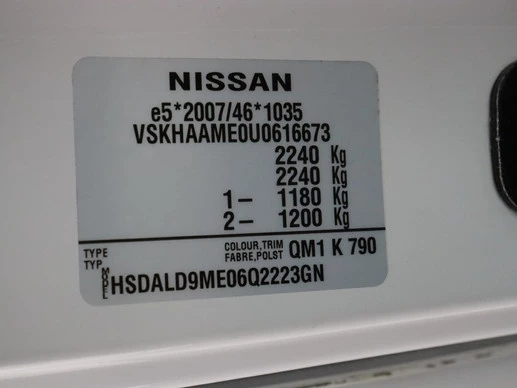 NISSAN
e5*2007/46*1035
VSKHAAME0U0616673
2240 Kg
2240 Kg
1- 1180 Kg
2- 1200 Kg
TYPE COLOUR,TRIM QM1 K 790
TYP FABRE,POLST
MODEL HSDALD9ME06Q2223GN